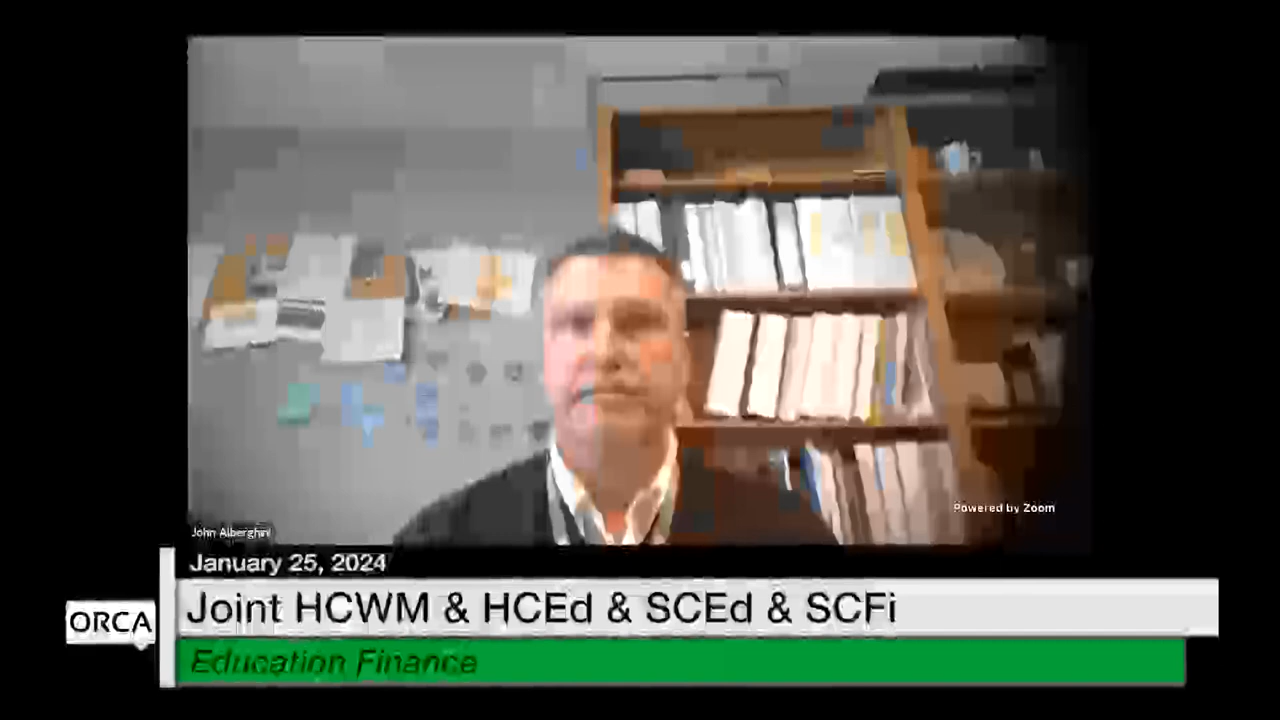 Powered by Zoom
John Alberghini
January 25, 2024
Joint HCWM & HCEd & SCEd & SCFi
ORCA
Education Finance